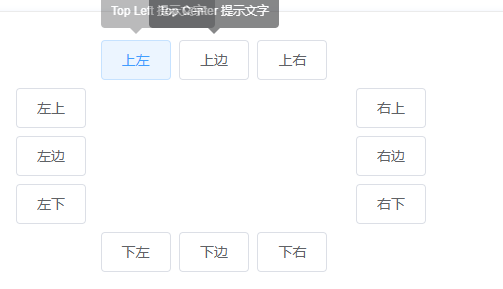 Top Left 提示文字 Top Center 提示文字
上左 上边 上右
左上 右上
左边 右边
左下 右下
下左 下边 下右